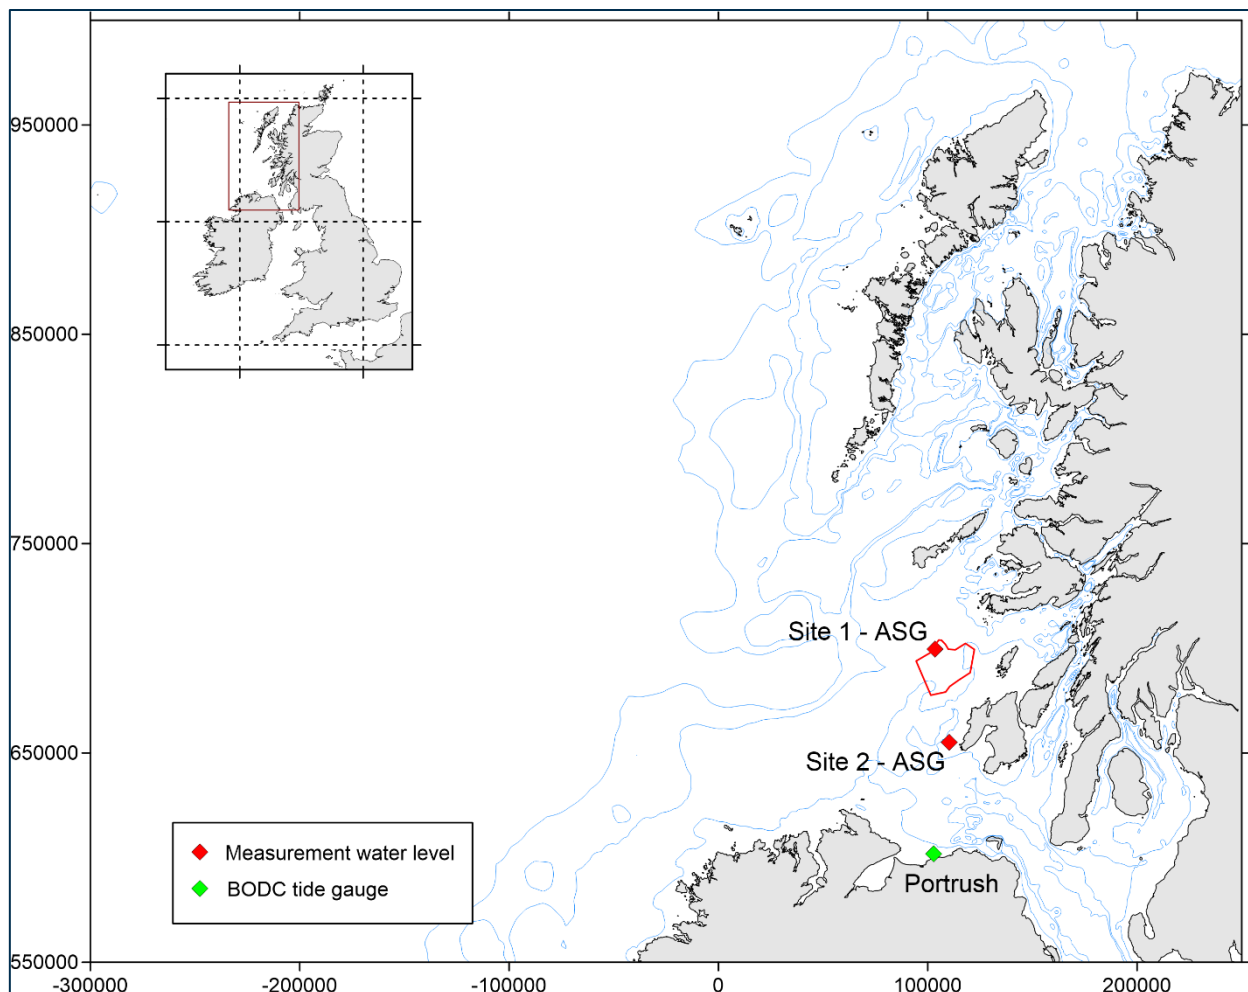 950000
850000
750000
650000
550000
Site 1 - ASG
Site 2 - ASG
Portrush
Measurement water level
BODC tide gauge
-300000
-200000
-100000
0
100000
200000